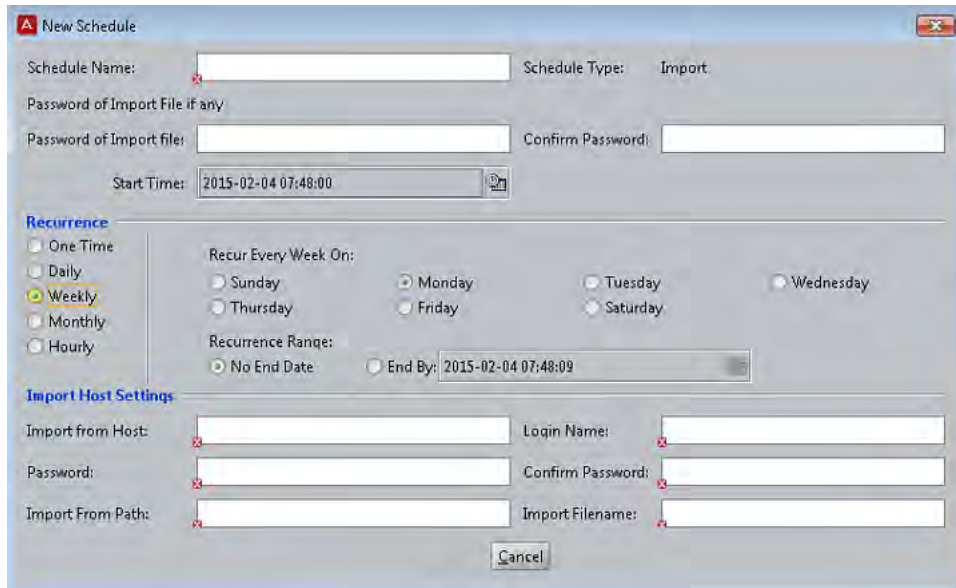 A New Schedule
Schedule Name: Schedule Type: Import
Password of Import File if any
Password of Import file: Confirm Password:
Start Time: 2015-02-04 07:48:00
Recurrence
One Time
Daily
Weekly
Monthly
Hourly
Recur Every Week On:
Sunday Monday Tuesday Wednesday
Thursday Friday Saturday
Recurrence Range:
No End Date End By: 2015-02-04 07:48:09
Import Host Settings
Import from Host: Login Name:
Password: Confirm Password:
Import From Path: Import Filename:
Cancel